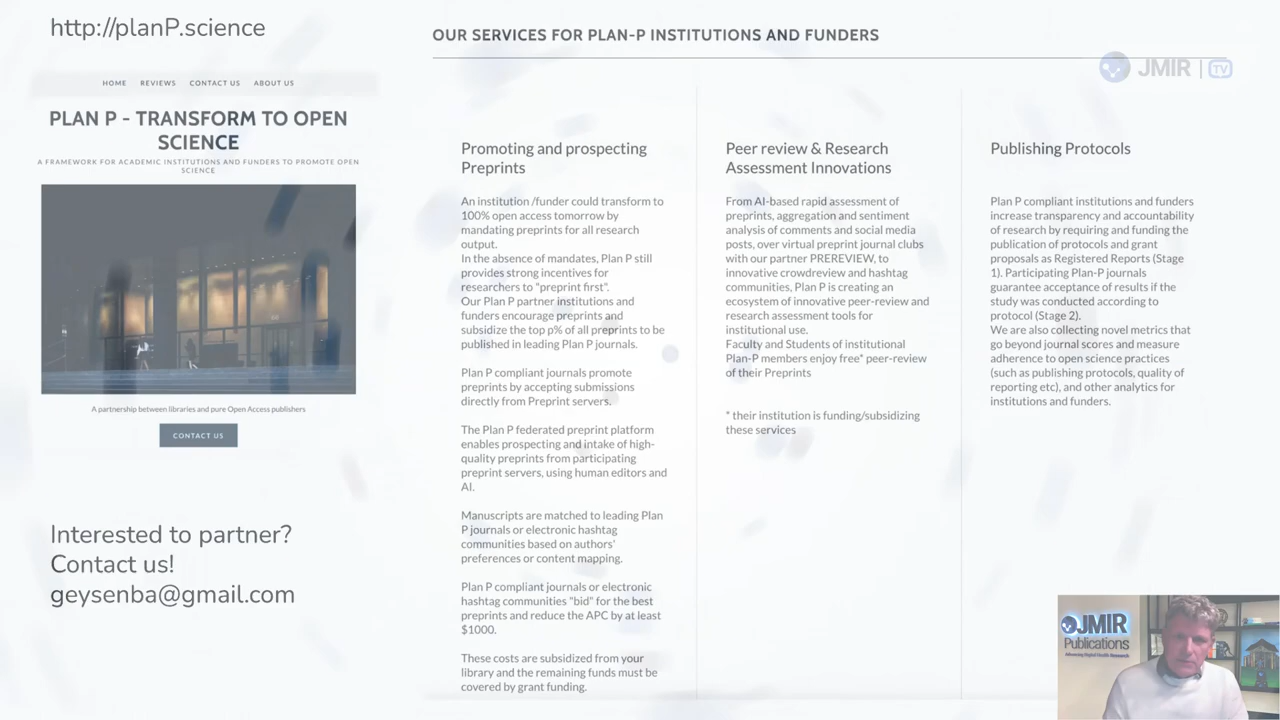 http://planP.science
HOME REVIEWS CONTACT US ABOUT US
PLAN P - TRANSFORM TO OPEN
SCIENCE
A FRAMEWORK FOR ACADEMIC INSTITUTIONS AND FUNDERS TO PROMOTE OPEN
SCIENCE
A partnership between libraries and pure Open Access publishers
CONTACT US
Interested to partner?
Contact us!
geysenba@gmail.com
OUR SERVICES FOR PLAN-P INSTITUTIONS AND FUNDERS
JMIR | TV
Promoting and prospecting
Preprints
An institution /funder could transform to
100% open access tomorrow by
mandating preprints for all research
output.
In the absence of mandates, Plan P still
provides strong incentives for
researchers to "preprint first".
Our Plan P partner institutions and
funders encourage preprints and
subsidize the top p% of all preprints to be
published in leading Plan P journals.
Plan P compliant journals promote
preprints by accepting submissions
directly from Preprint servers.
The Plan P federated preprint platform
enables prospecting and intake of high-
quality preprints from participating
preprint servers, using human editors and
AI.
Manuscripts are matched to leading Plan
P journals or electronic hashtag
communities based on authors'
preferences or content mapping.
Plan P compliant journals or electronic
hashtag communities "bid" for the best
preprints and reduce the APC by at least
$1000.
These costs are subsidized from your
library and the remaining funds must be
covered by grant funding.
Peer review & Research
Assessment Innovations
From AI-based rapid assessment of
preprints, aggregation and sentiment
analysis of comments and social media
posts, over virtual preprint journal clubs
with our partner PREREVIEW, to
innovative crowdreview and hashtag
communities, Plan P is creating an
ecosystem of innovative peer-review and
research assessment tools for
institutional use.
Faculty and Students of institutional
Plan-P members enjoy free* peer-review
of their Preprints
* their institution is funding/subsidizing
these services
Publishing Protocols
Plan P compliant institutions and funders
increase transparency and accountability
of research by requiring and funding the
publication of protocols and grant
proposals as Registered Reports (Stage
1). Participating Plan-P journals
guarantee acceptance of results if the
study was conducted according to
protocol (Stage 2).
We are also collecting novel metrics that
go beyond journal scores and measure
adherence to open science practices
(such as publishing protocols, quality of
reporting etc), and other analytics for
institutions and funders.
JMIR
Publications
Advancing Digital Health Research